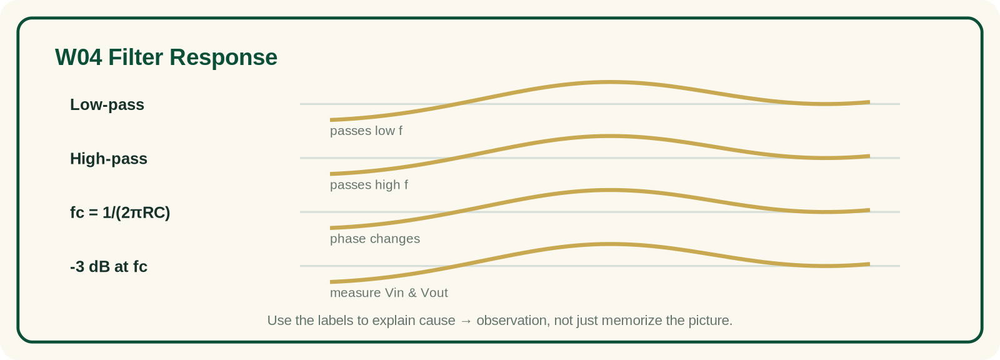 W04 Filter Response
Low-pass
passes low f
High-pass
passes high f
fc = 1/(2πRC)
phase changes
-3 dB at fc
measure Vin & Vout
Use the labels to explain cause → observation, not just memorize the picture.